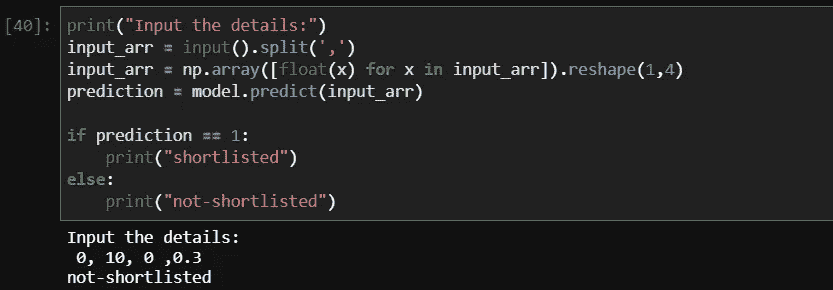 [40]: print("Input the details:")
input_arr = input().split(',')
input_arr = np.array([float(x) for x in input_arr]).reshape(1,4)
prediction = model.predict(input_arr)

if prediction == 1:
    print("shortlisted")
else:
    print("not-shortlisted")
Input the details:
 0, 10, 0 ,0.3
not-shortlisted